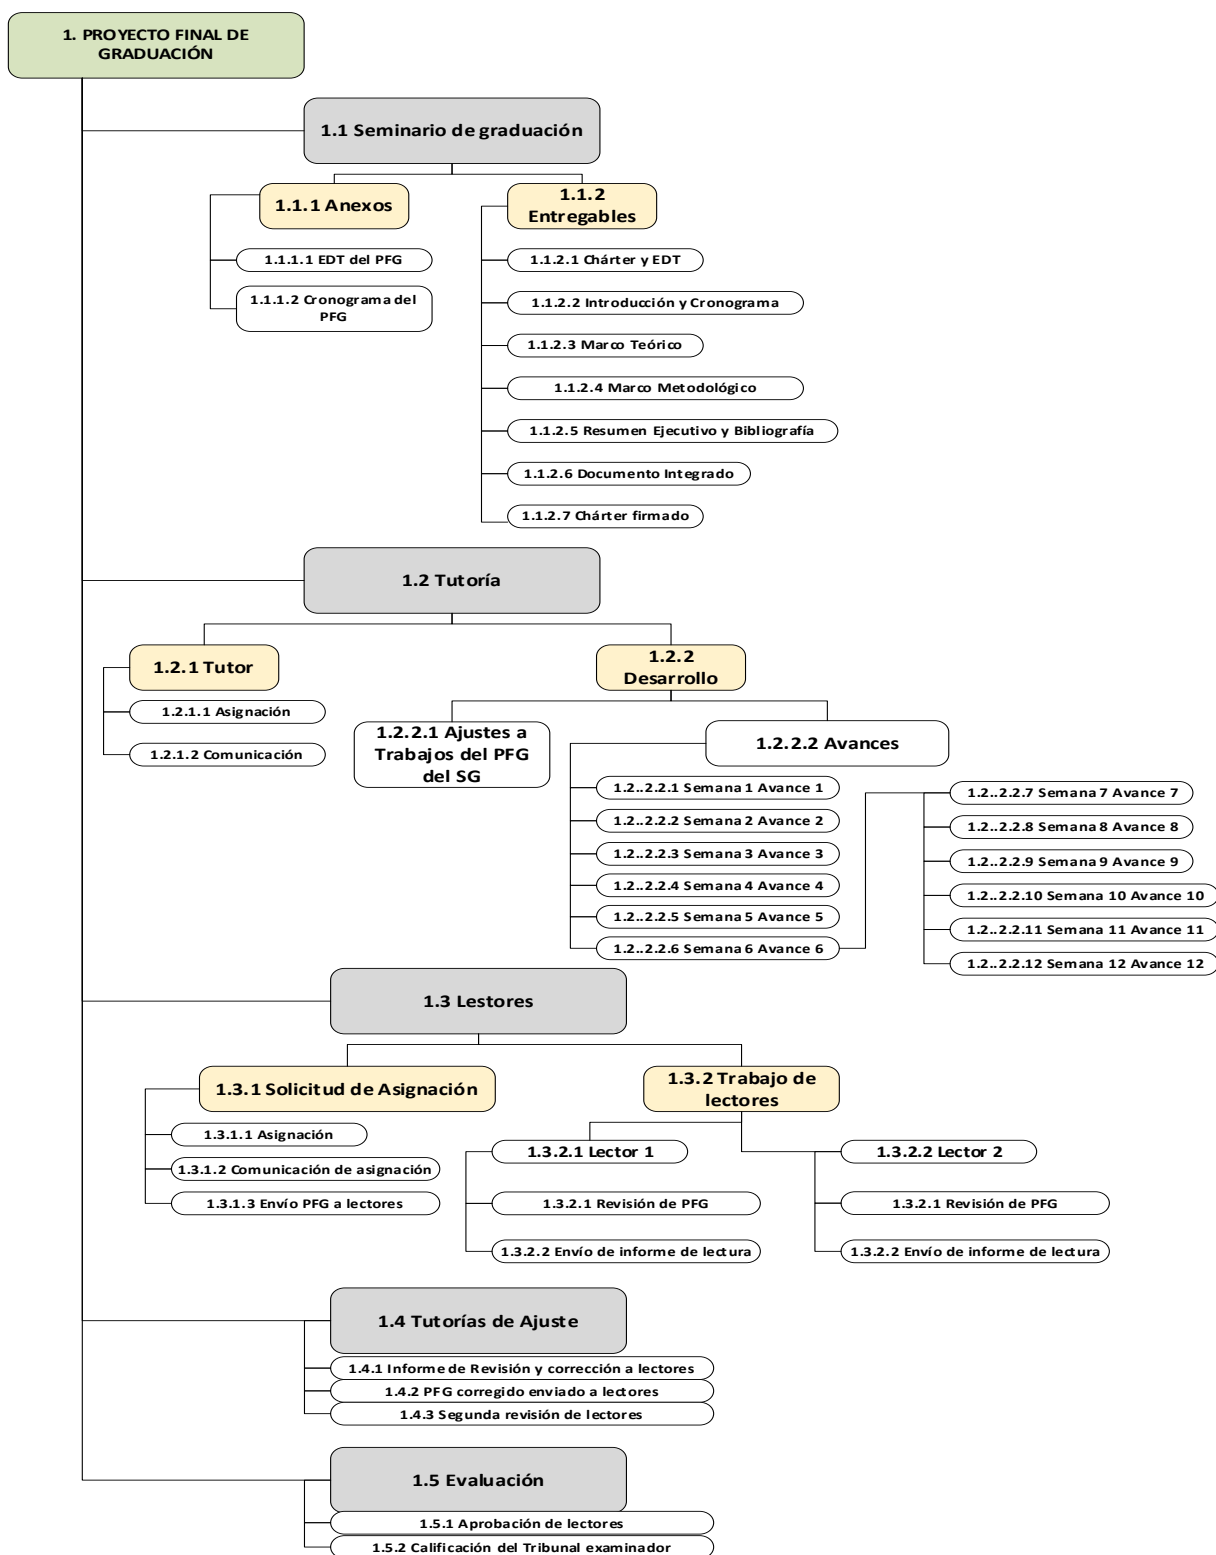 1. PROYECTO FINAL DE
GRADUACIÓN
1.1 Seminario de graduación
1.1.1 Anexos
1.1.1.1 EDT del PFG
1.1.1.2 Cronograma del
PFG
1.1.2
Entregables
1.1.2.1 Chárter y EDT
1.1.2.2 Introducción y Cronograma
1.1.2.3 Marco Teórico
1.1.2.4 Marco Metodológico
1.1.2.5 Resumen Ejecutivo y Bibliografía
1.1.2.6 Documento Integrado
1.1.2.7 Chárter firmado
1.2 Tutoría
1.2.1 Tutor
1.2.1.1 Asignación
1.2.1.2 Comunicación
1.2.2
Desarrollo
1.2.2.1 Ajustes a
Trabajos del PFG
del SG
1.2.2.2 Avances
1.2..2.2.1 Semana 1 Avance 1
1.2..2.2.2 Semana 2 Avance 2
1.2..2.2.3 Semana 3 Avance 3
1.2..2.2.4 Semana 4 Avance 4
1.2..2.2.5 Semana 5 Avance 5
1.2..2.2.6 Semana 6 Avance 6
1.2..2.2.7 Semana 7 Avance 7
1.2..2.2.8 Semana 8 Avance 8
1.2..2.2.9 Semana 9 Avance 9
1.2..2.2.10 Semana 10 Avance 10
1.2..2.2.11 Semana 11 Avance 11
1.2..2.2.12 Semana 12 Avance 12
1.3 Lestores
1.3.1 Solicitud de Asignación
1.3.1.1 Asignación
1.3.1.2 Comunicación de asignación
1.3.1.3 Envío PFG a lectores
1.3.2 Trabajo de
lectores
1.3.2.1 Lector 1
1.3.2.1 Revisión de PFG
1.3.2.2 Envío de informe de lectura
1.3.2.2 Lector 2
1.3.2.1 Revisión de PFG
1.3.2.2 Envío de informe de lectura
1.4 Tutorías de Ajuste
1.4.1 Informe de Revisión y corrección a lectores
1.4.2 PFG corregido enviado a lectores
1.4.3 Segunda revisión de lectores
1.5 Evaluación
1.5.1 Aprobación de lectores
1.5.2 Calificación del Tribunal examinador